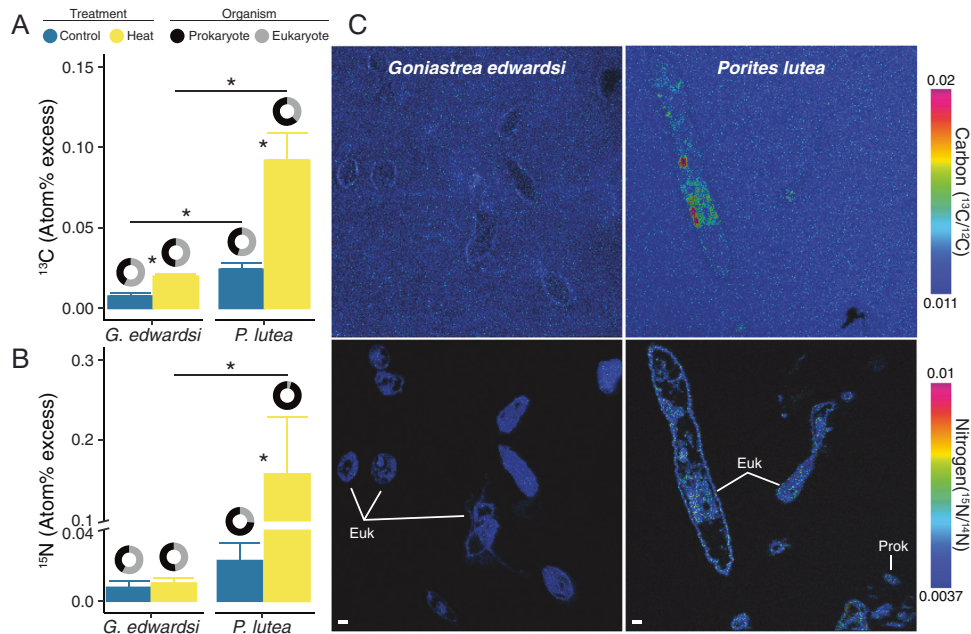 Treatment Organism
Control Heat Prokaryote Eukaryote
A
¹³C (Atom% excess)
0.15
0.10
0.05
0.00
*
*
*
*
G. edwardsi P. lutea
B
¹⁵N (Atom% excess)
0.3
0.2
0.1
0.04
0.0
*
*
G. edwardsi P. lutea
C
Goniastrea edwardsi Porites lutea
0.02
Carbon (¹³C/¹²C)
0.011
Euk
Euk
Prok
0.01
Nitrogen(¹⁵N/¹⁴N)
0.0037